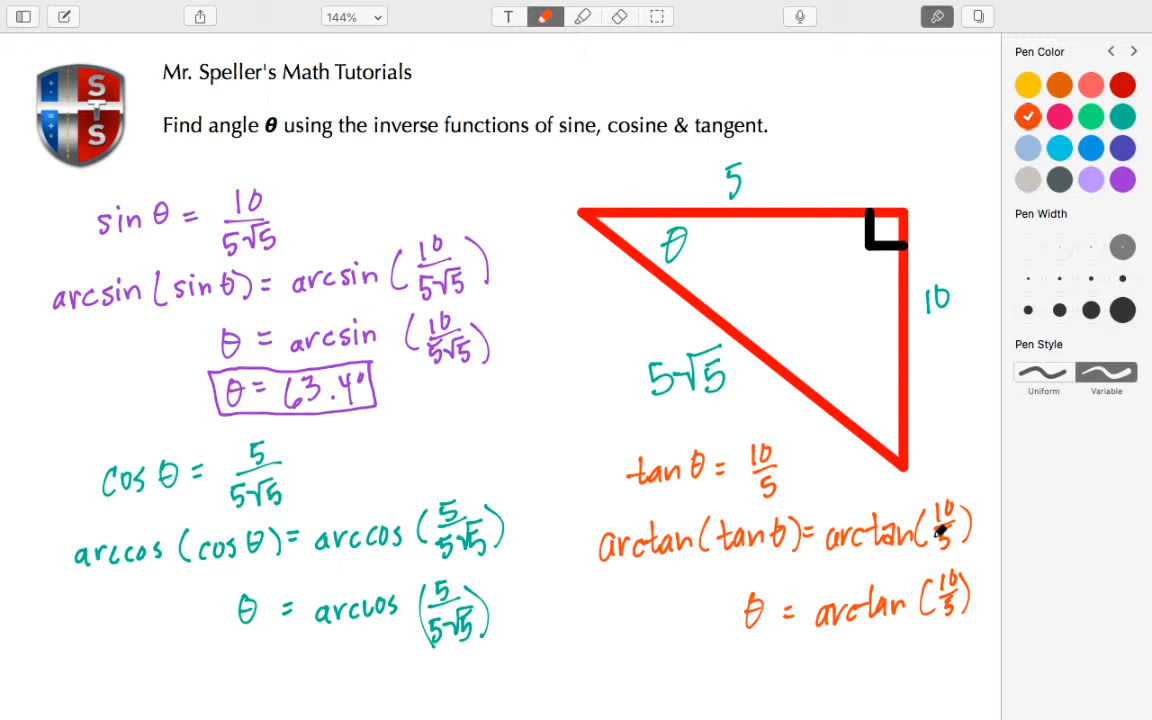 144%
T
Mr. Speller's Math Tutorials
Find angle θ using the inverse functions of sine, cosine & tangent.
STS
sin θ = 10/5√5
arcsin(sin θ) = arcsin (10/5√5)
θ = arcsin (10/5√5)
θ = 63.4°
cos θ = 5/5√5
arccos (cos θ) = arccos (5/5√5)
θ = arccos (5/5√5)
5
θ
10
5√5
tan θ = 10/5
arctan(tan θ) = arctan(10/5)
θ = arctan (10/5)
Pen Color
Pen Width
Pen Style
Uniform Variable